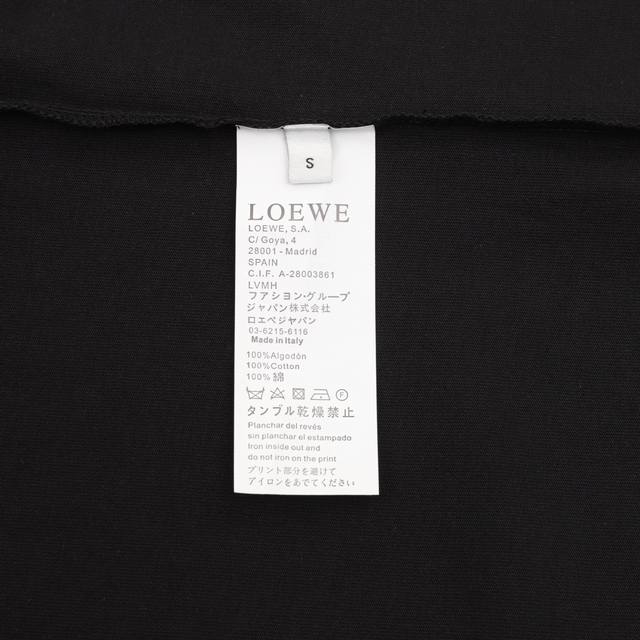 S
LOEWE
LOEWE, S.A.
C/ Goya, 4
28001 - Madrid
SPAIN
C.I.F. A-28003861
LVMH
ファション・グループ
ジャパン株式会社
ロエベジャパン
03-6215-6116
Made in Italy
100%Algodón
100%Cotton
100% 綿
タンブル乾燥禁止
Planchar del revés
sin planchar el estampado
Iron inside out and
do not iron on the print
プリント部分を避けて
アイロンをあててください